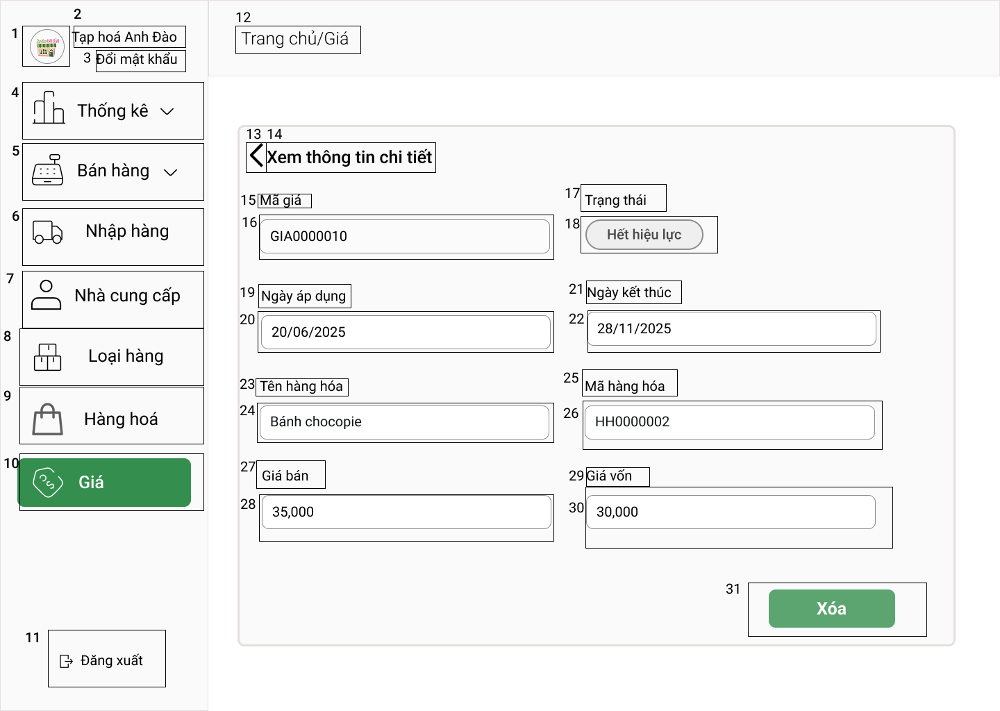 2
1
ANH ĐÀO
Tạp hoá Anh Đào
3
Đổi mật khẩu
4
Thống kê
5
Bán hàng
6
Nhập hàng
7
Nhà cung cấp
8
Loại hàng
9
Hàng hoá
10
Giá
11
Đăng xuất
12
Trang chủ/Giá
13 14
Xem thông tin chi tiết
15 Mã giá
16
GIA0000010
17
Trạng thái
18
Hết hiệu lực
19
Ngày áp dụng
20
20/06/2025
21
Ngày kết thúc
22
28/11/2025
23 Tên hàng hóa
24
Bánh chocopie
25
Mã hàng hóa
26
HH0000002
27
Giá bán
28
35,000
29 Giá vốn
30
30,000
31
Xóa